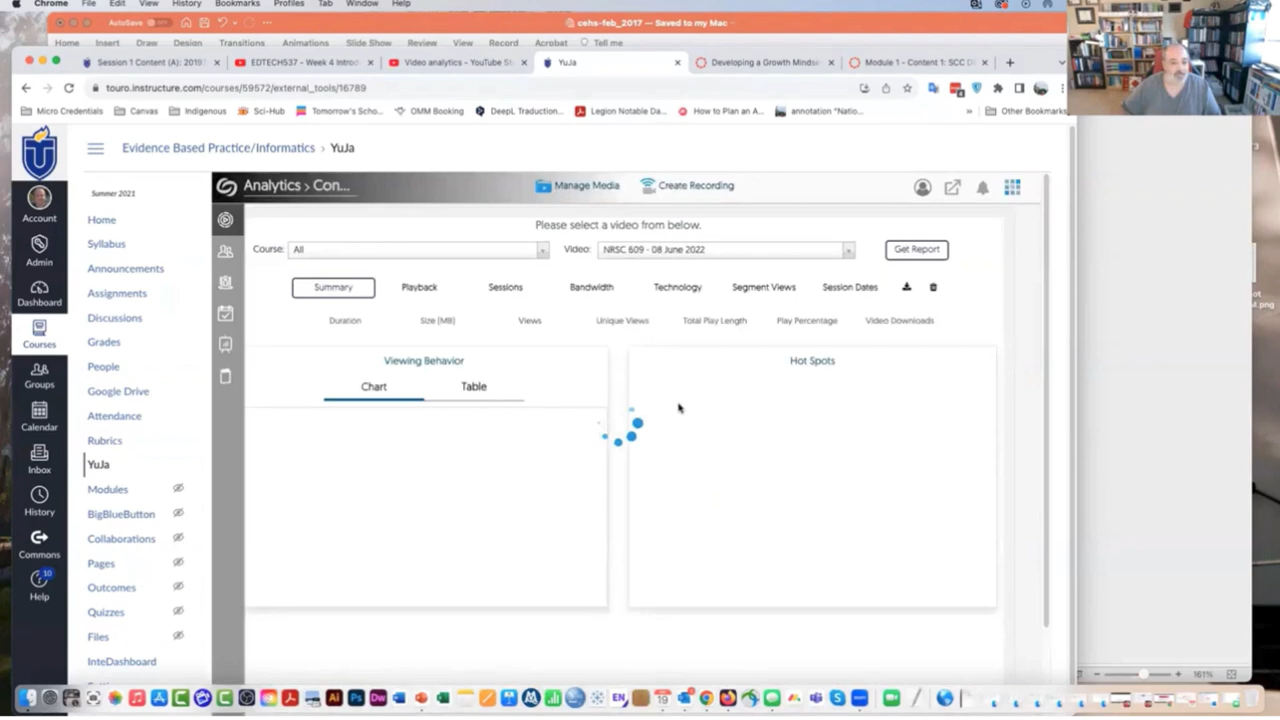 Chrome File Edit View History Bookmarks Profiles Tab Window Help
AutoSave OFF cehs-feb_2017 — Saved to my Mac
Home Insert Draw Design Transitions Animations Slide Show Review View Record Acrobat Tell me
Session 1 Content (A): 2019 EDTECH537 - Week 4 Introd Video analytics - YouTube St YuJa Developing a Growth Mindse Module 1 - Content 1: SCC D
touro.instructure.com/courses/59572/external_tools/16789
Micro Credentials Canvas Indigenous Sci-Hub Tomorrow's Scho... OMM Booking DeepL Traduction... Legion Notable Da... How to Plan an A... annotation "Natio... » Other Bookmarks
Evidence Based Practice/Informatics > YuJa
Summer 2021
Analytics > Con... Manage Media Create Recording
Account
Admin
Dashboard
Courses
Groups
Calendar
Inbox
History
Commons
10
Help
Home
Syllabus
Announcements
Assignments
Discussions
Grades
People
Google Drive
Attendance
Rubrics
YuJa
Modules
BigBlueButton
Collaborations
Pages
Outcomes
Quizzes
Files
InteDashboard
Please select a video from below.
Course: All Video: NRSC 609 - 08 June 2022 Get Report
Summary Playback Sessions Bandwidth Technology Segment Views Session Dates
Duration Size (MB) Views Unique Views Total Play Length Play Percentage Video Downloads
Viewing Behavior Hot Spots
Chart Table
161%